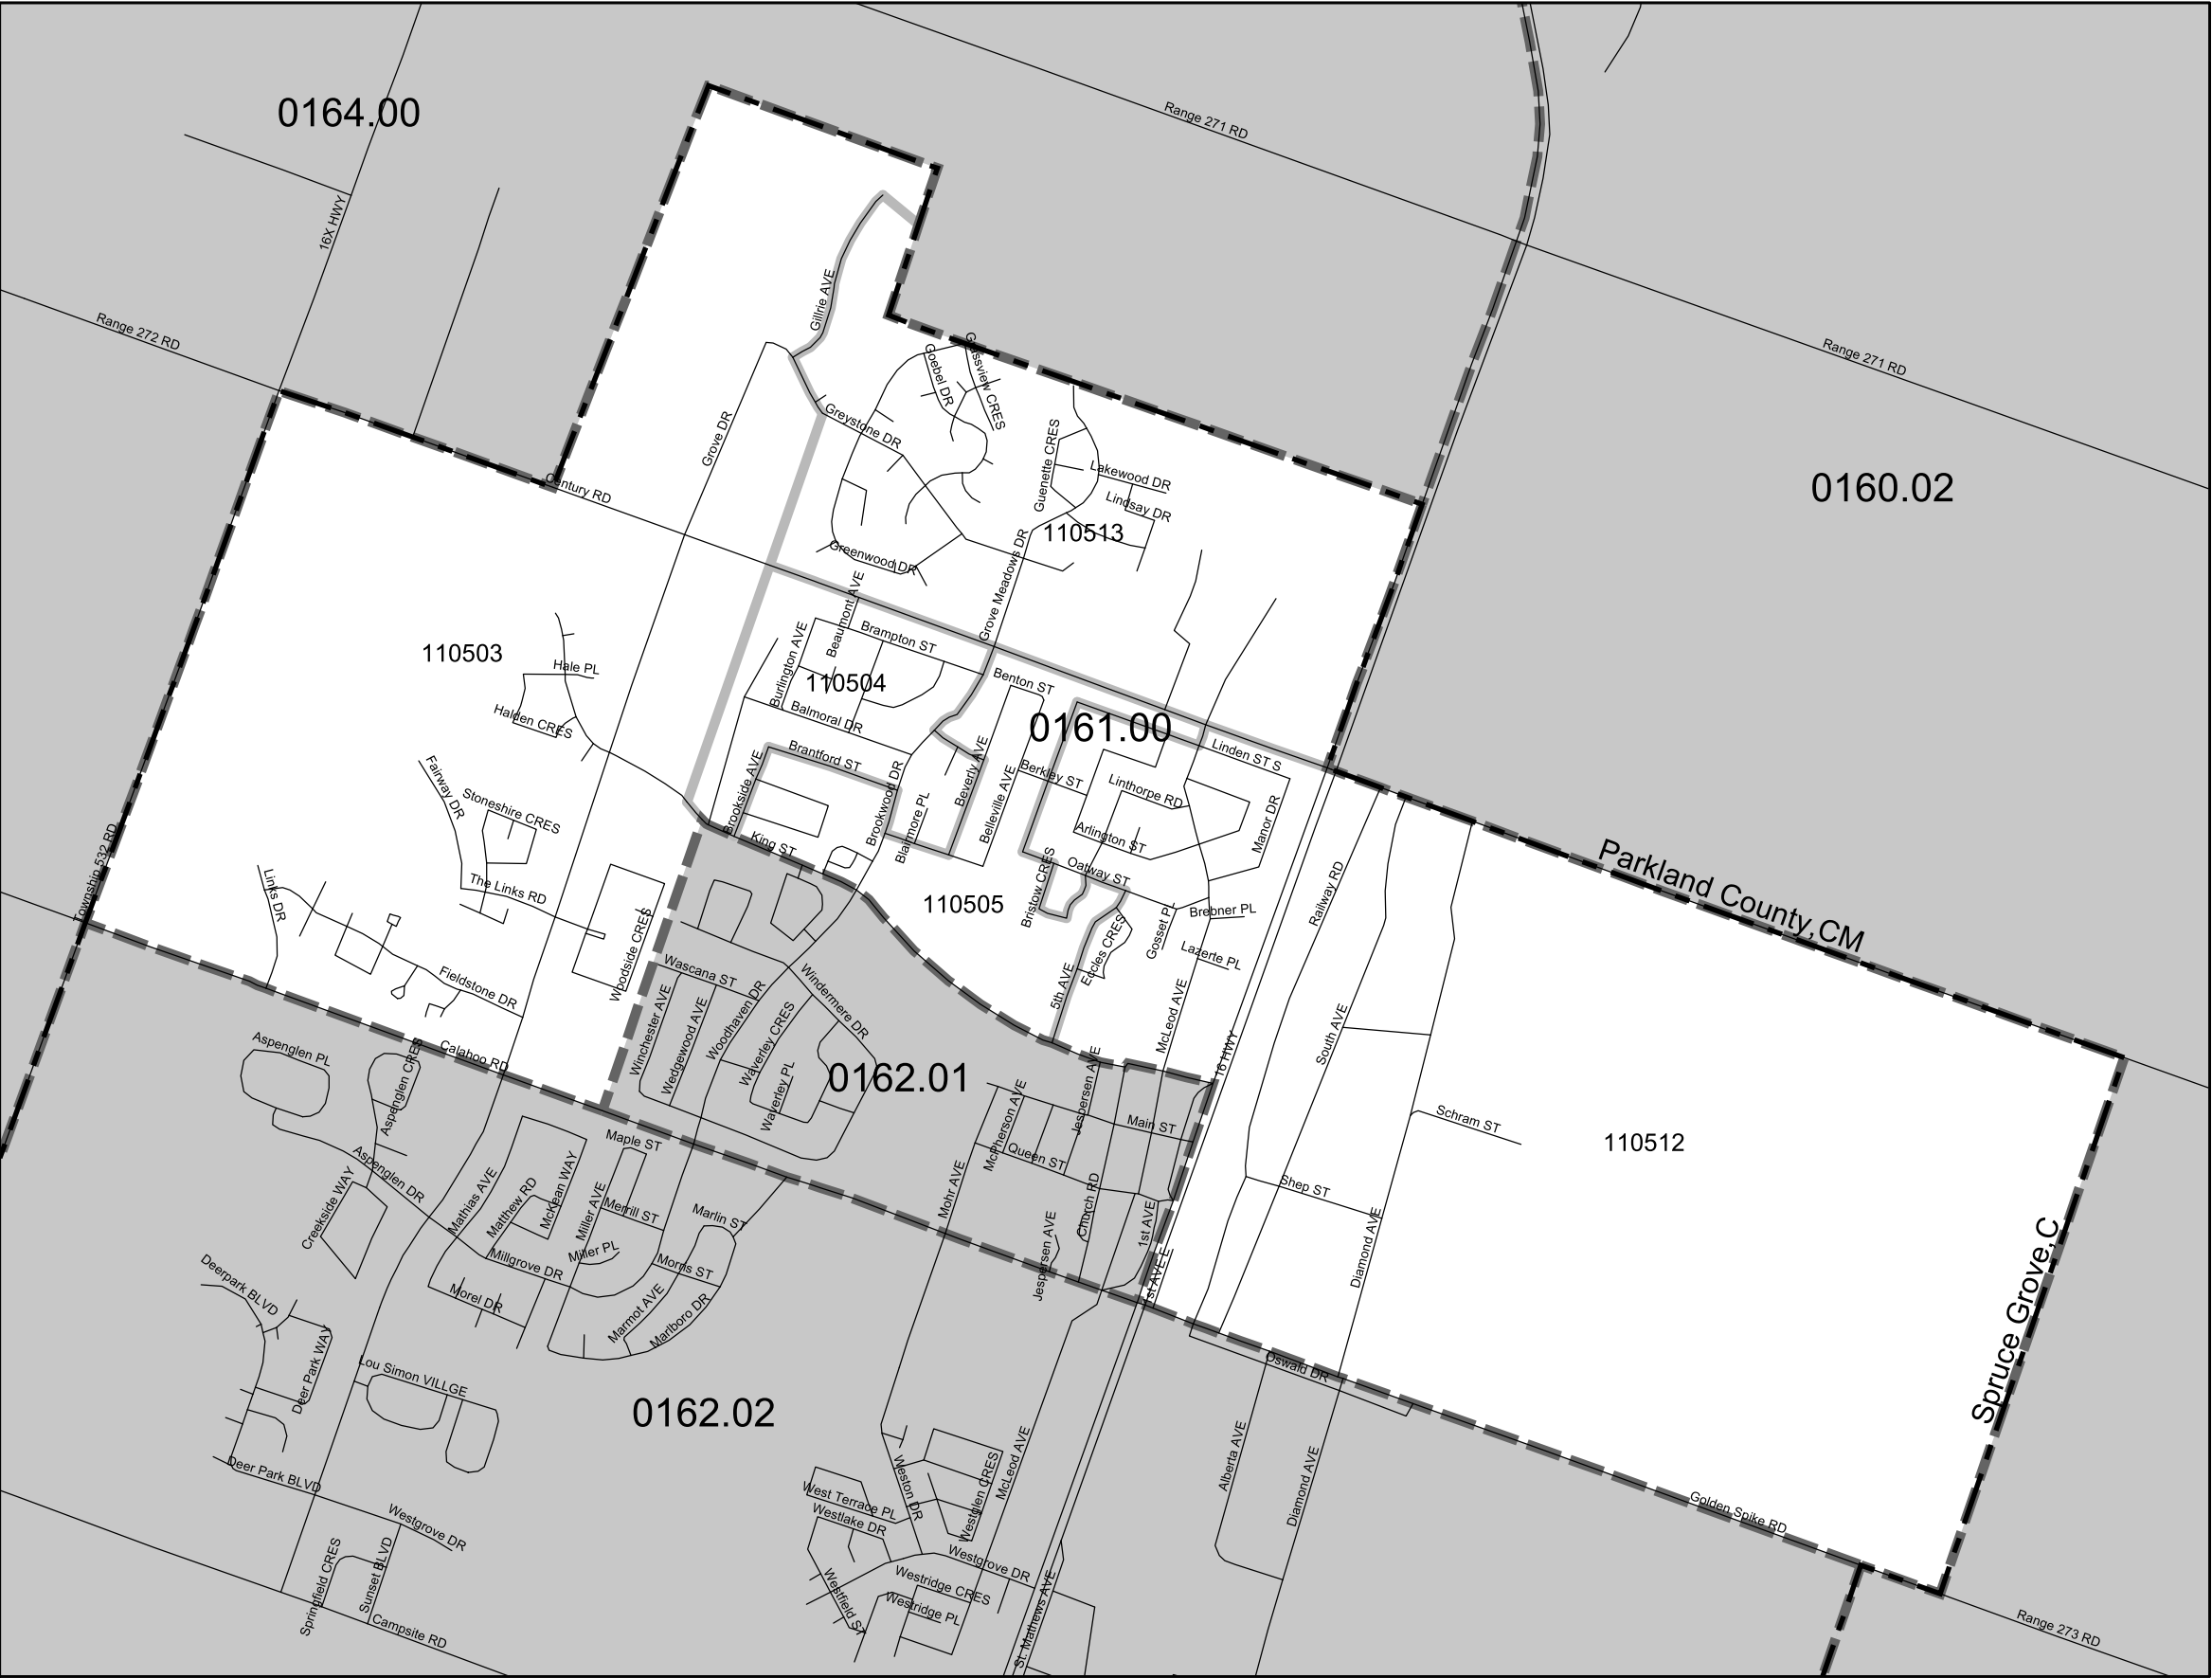 0164.00
Range 271 RD
16X HWY
Range 272 RD
Gillrie AVE
Range 271 RD
Goebel DR
Grassview CRES
Greystone DR
Grove DR
Guenette CRES
Lakewood DR
Lindsay DR
0160.02
Century RD
110513
Greenwood DR
Grove Meadows DR
Beaumont AVE
Brampton ST
Burlington AVE
110503
Hale PL
110504
Benton ST
Halden CRES
Balmoral DR
0161.00
Linden ST S
Brantford ST
Brookside AVE
Brookwood DR
Beverly AVE
Belleville AVE
Berkley ST
Linthorpe RD
Fairway DR
Stoneshire CRES
Blairmore PL
Arlington ST
Manor DR
King ST
Township 532 RD
Links DR
The Links RD
Bristow CRES
Oatway ST
110505
Parkland County,CM
Railway RD
Brebner PL
Gosset PL
Eccles CRES
Lazerte PL
Woodside CRES
Wascana ST
Windermere DR
Fieldstone DR
5th AVE
Winchester AVE
Wedgewood AVE
Woodhaven DR
Waverley CRES
McLeod AVE
South AVE
16 HWY
Aspenglen PL
Calahoo RD
Aspenglen CRES
0162.01
Waverley PL
Jespersen AVE
McPherson AVE
Main ST
Schram ST
110512
Maple ST
Queen ST
Aspenglen DR
Creekside WAY
Mathias AVE
Matthew RD
McKean WAY
Miller AVE
Merrill ST
Marlin ST
Mohr AVE
Church RD
1st AVE
Shep ST
Diamond AVE
Spruce Grove,C
Jespersen AVE
Millgrove DR
Miller PL
Morris ST
Deerpark BLVD
Morel DR
Marmot AVE
Marlboro DR
1st AVE E
Deer Park WAY
Lou Simon VILLGE
Oswald DR
0162.02
Alberta AVE
Diamond AVE
Deer Park BLVD
Weston DR
Westglen CRES
McLeod AVE
West Terrace PL
Westlake DR
Golden Spike RD
Westgrove DR
Westgrove DR
Springfield CRES
Sunset BLVD
Westfield ST
Westridge CRES
Westridge PL
St. Mathews AVE
Campsite RD
Range 273 RD